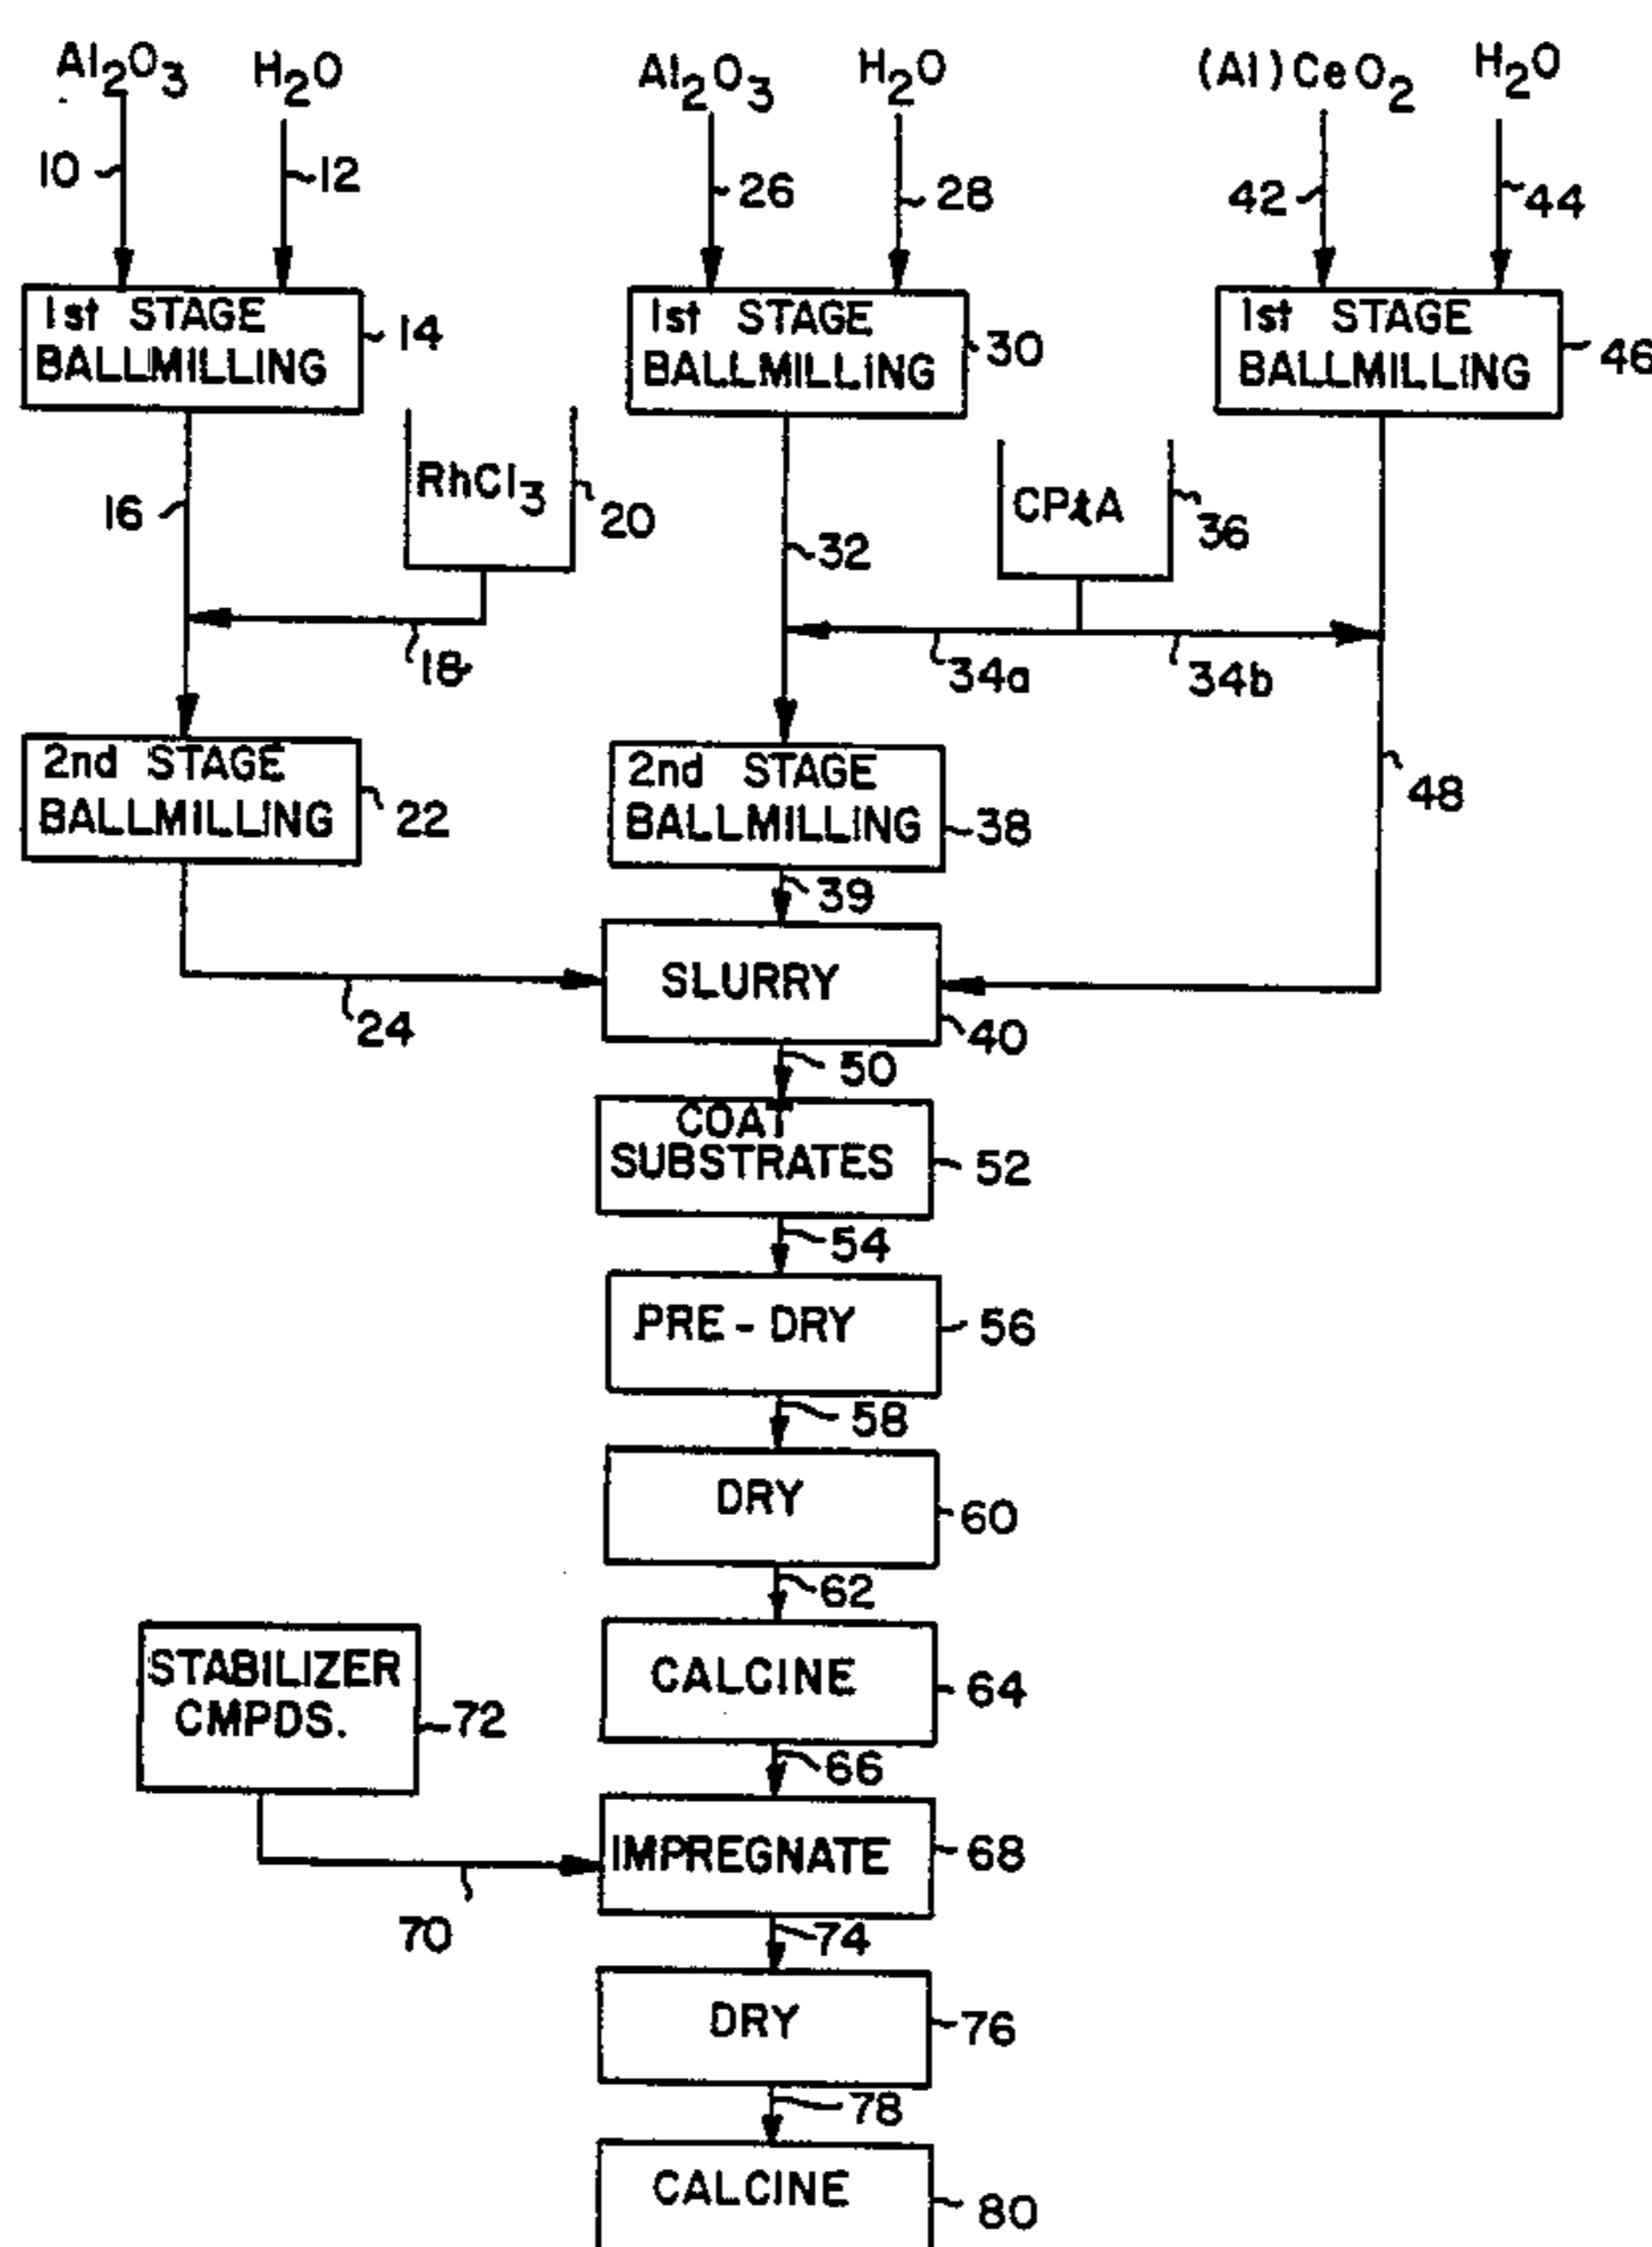 Al2O3
H2O
Al2O3
H2O
(Al)CeO2
H2O
10
12
26
28
42
44
1st STAGE
BALLMILLING
14
1st STAGE
BALLMILLING
30
1st STAGE
BALLMILLING
46
RhCl3
20
CPtA
36
16
32
18
34a
34b
2nd STAGE
BALLMILLING
22
2nd STAGE
BALLMILLING
38
48
39
SLURRY
40
24
50
COAT
SUBSTRATES
52
54
PRE-DRY
56
58
DRY
60
62
STABILIZER
CMPDS.
72
CALCINE
64
66
IMPREGNATE
68
70
74
DRY
76
78
CALCINE
80